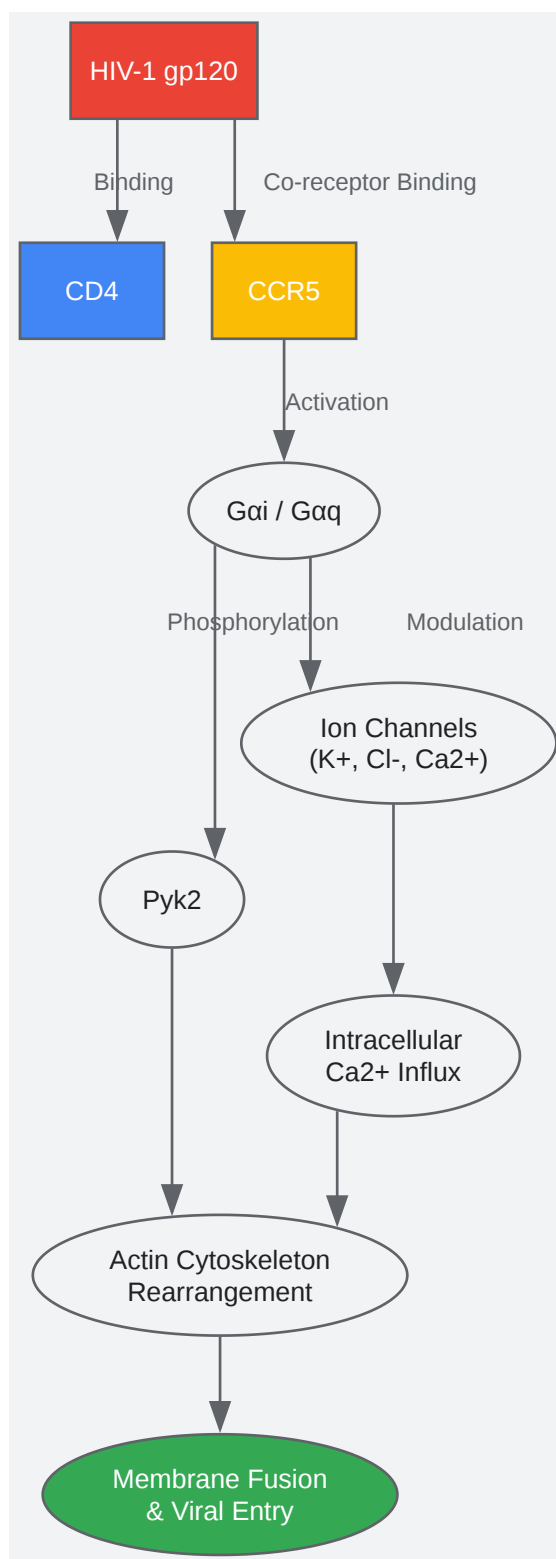 HIV-1 gp120
Binding
Co-receptor Binding
CD4
CCR5
Activation
Gαi / Gαq
Phosphorylation
Modulation
Ion Channels
(K+, Cl-, Ca2+)
Pyk2
Intracellular
Ca2+ Influx
Actin Cytoskeleton
Rearrangement
Membrane Fusion
& Viral Entry